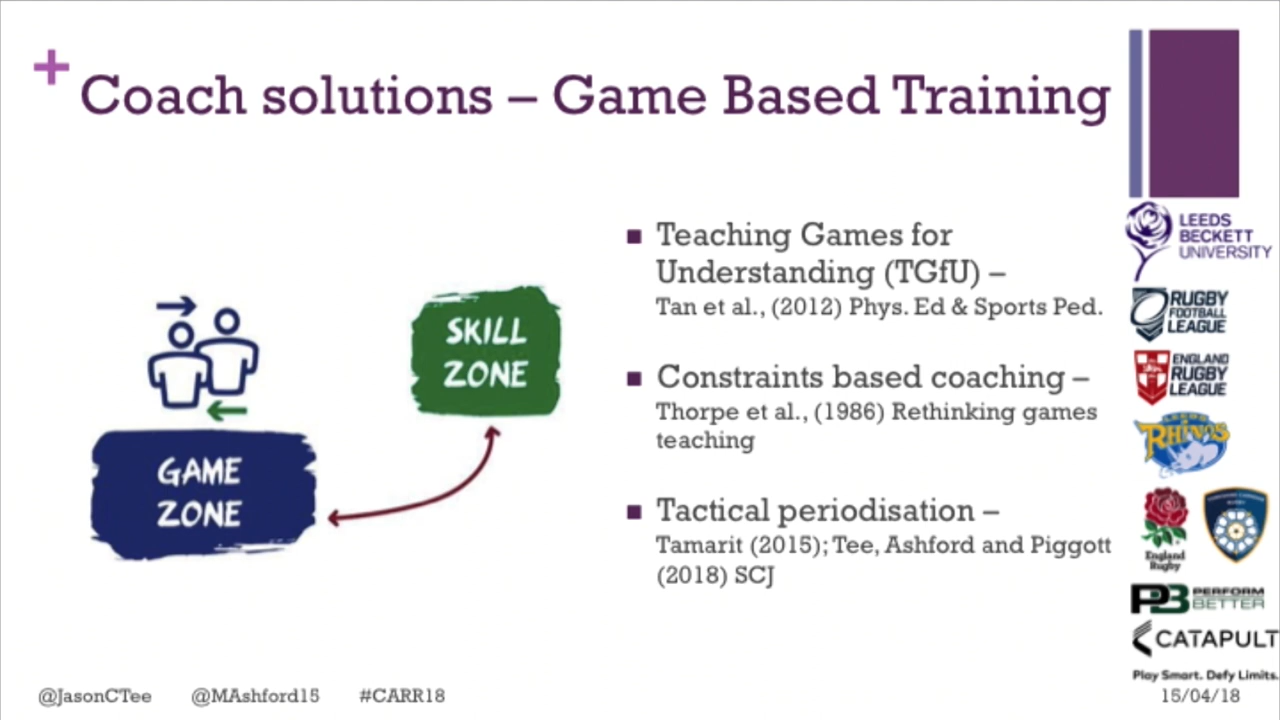 + Coach solutions – Game Based Training
SKILL
ZONE
GAME
ZONE
Teaching Games for
Understanding (TGfU) –
Tan et al., (2012) Phys. Ed & Sports Ped.
Constraints based coaching –
Thorpe et al., (1986) Rethinking games
teaching
Tactical periodisation –
Tamarit (2015); Tee, Ashford and Piggott
(2018) SCJ
LEEDS
BECKETT
UNIVERSITY
RUGBY
FOOTBALL
LEAGUE
ENGLAND
RUGBY
LEAGUE
RHINOS
England
Rugby
PB PERFORM
BETTER
CATAPULT
Play Smart. Defy Limits.
@JasonCTee @MAshford15 #CARR18 15/04/18